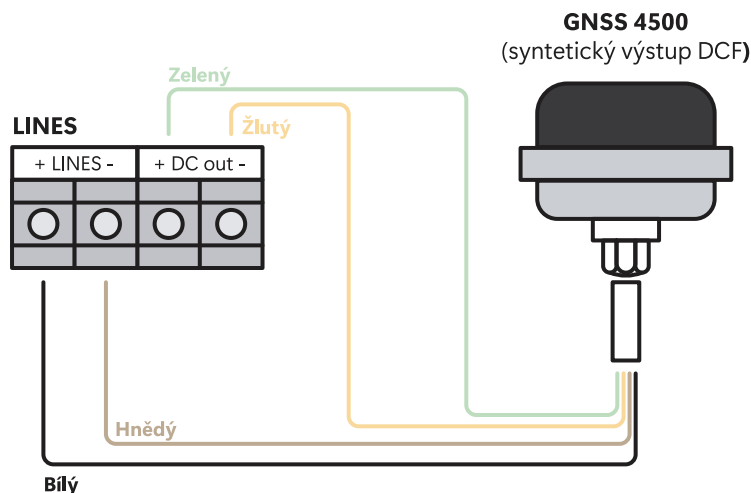 GNSS 4500
(syntetický výstup DCF)
Zelený
Žlutý
LINES
+ LINES -
+ DC out -
Hnědý
Bílý